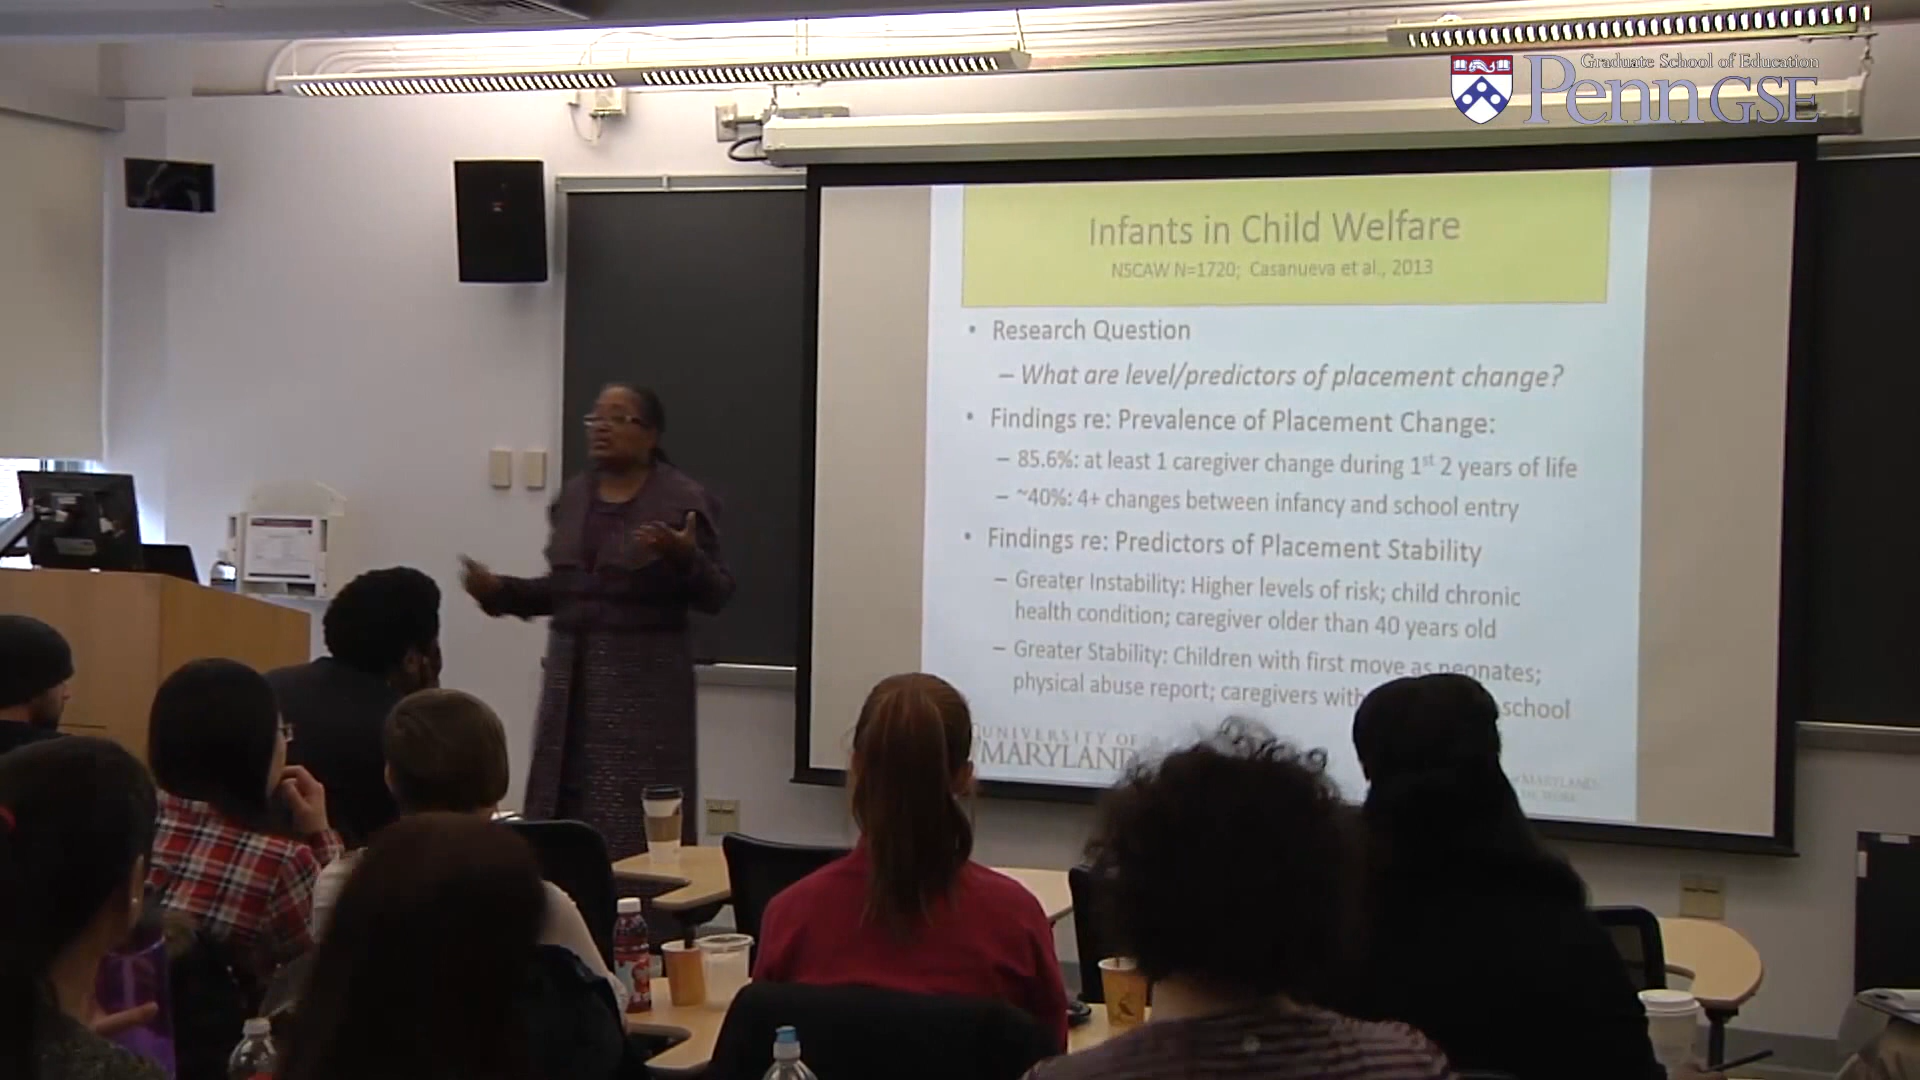 Graduate School of Education
Penn GSE
Infants in Child Welfare
NSCAW N=1720; Casanueva et al., 2013
• Research Question
– What are level/predictors of placement change?
• Findings re: Prevalence of Placement Change:
– 85.6%: at least 1 caregiver change during 1st 2 years of life
– ~40%: 4+ changes between infancy and school entry
• Findings re: Predictors of Placement Stability
– Greater Instability: Higher levels of risk; child chronic
health condition; caregiver older than 40 years old
– Greater Stability: Children with first move as neonates;
physical abuse report; caregivers with school
UNIVERSITY OF
MARYLAND